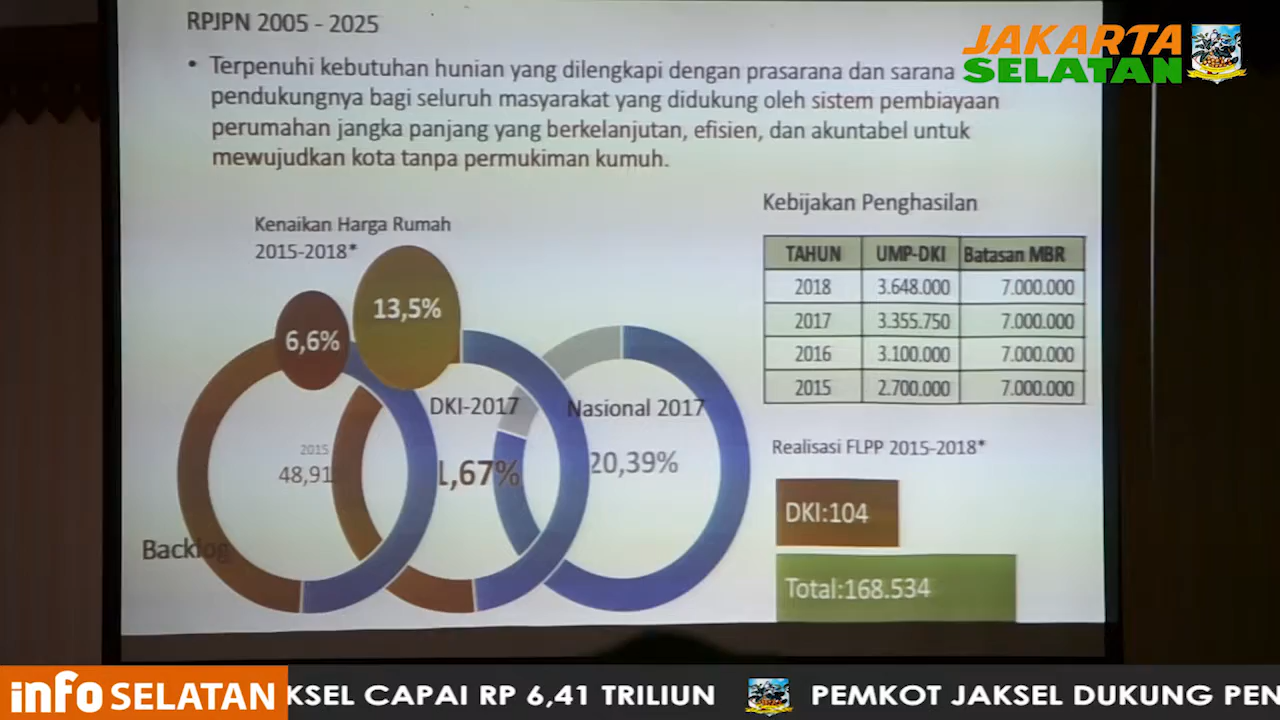 RPJPN 2005 - 2025
JAKARTA
SELATAN
• Terpenuhi kebutuhan hunian yang dilengkapi dengan prasarana dan sarana
pendukungnya bagi seluruh masyarakat yang didukung oleh sistem pembiayaan
perumahan jangka panjang yang berkelanjutan, efisien, dan akuntabel untuk
mewujudkan kota tanpa permukiman kumuh.
Kenaikan Harga Rumah
2015-2018*
13,5%
6,6%
DKI-2017
Nasional 2017
2015
48,91
1,67%
20,39%
Backlog
Kebijakan Penghasilan
TAHUN UMP-DKI Batasan MBR
2018 3.648.000 7.000.000
2017 3.355.750 7.000.000
2016 3.100.000 7.000.000
2015 2.700.000 7.000.000
Realisasi FLPP 2015-2018*
DKI:104
Total:168.534
info SELATAN
KSEL CAPAI RP 6,41 TRILIUN PEMKOT JAKSEL DUKUNG PEN